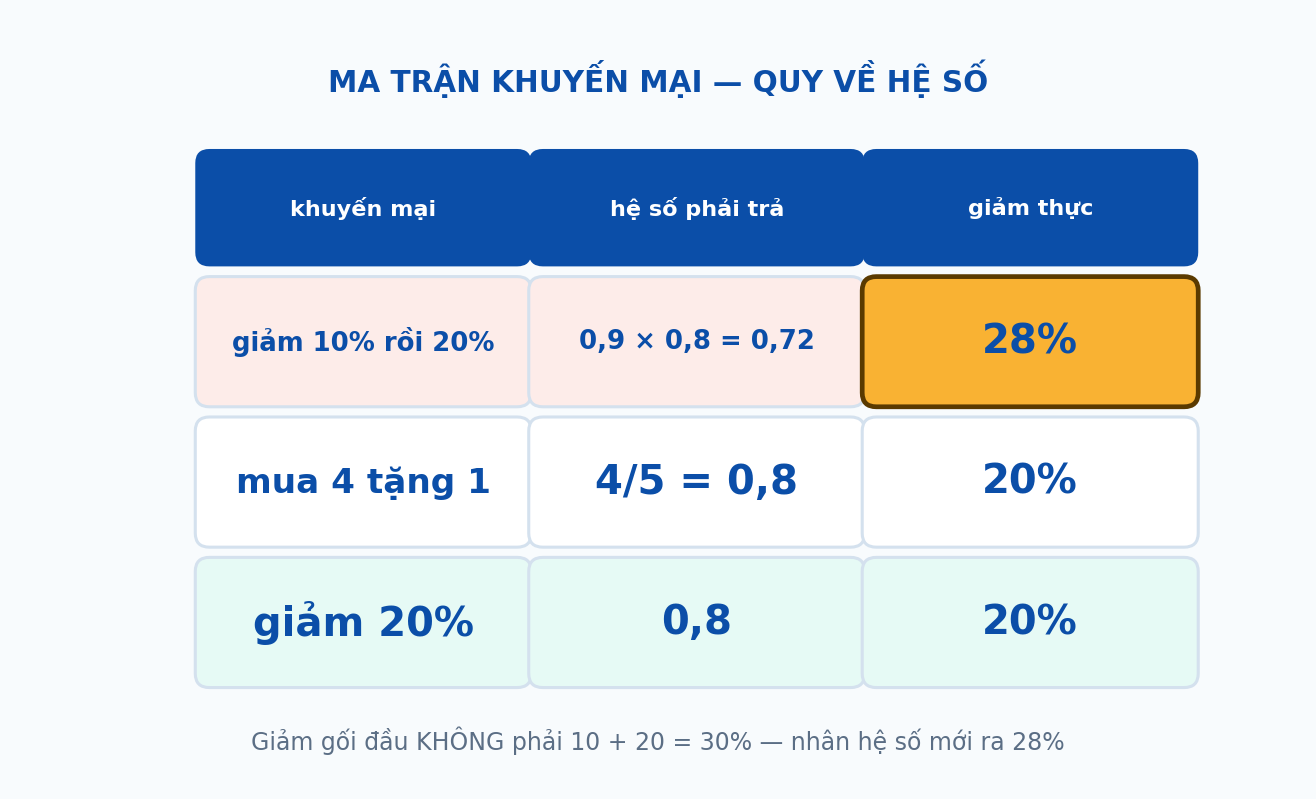 MA TRẬN KHUYẾN MẠI — QUY VỀ HỆ SỐ
khuyến mại hệ số phải trả giảm thực
giảm 10% rồi 20% 0,9 × 0,8 = 0,72 28%
mua 4 tặng 1 4/5 = 0,8 20%
giảm 20% 0,8 20%
Giảm gối đầu KHÔNG phải 10 + 20 = 30% — nhân hệ số mới ra 28%